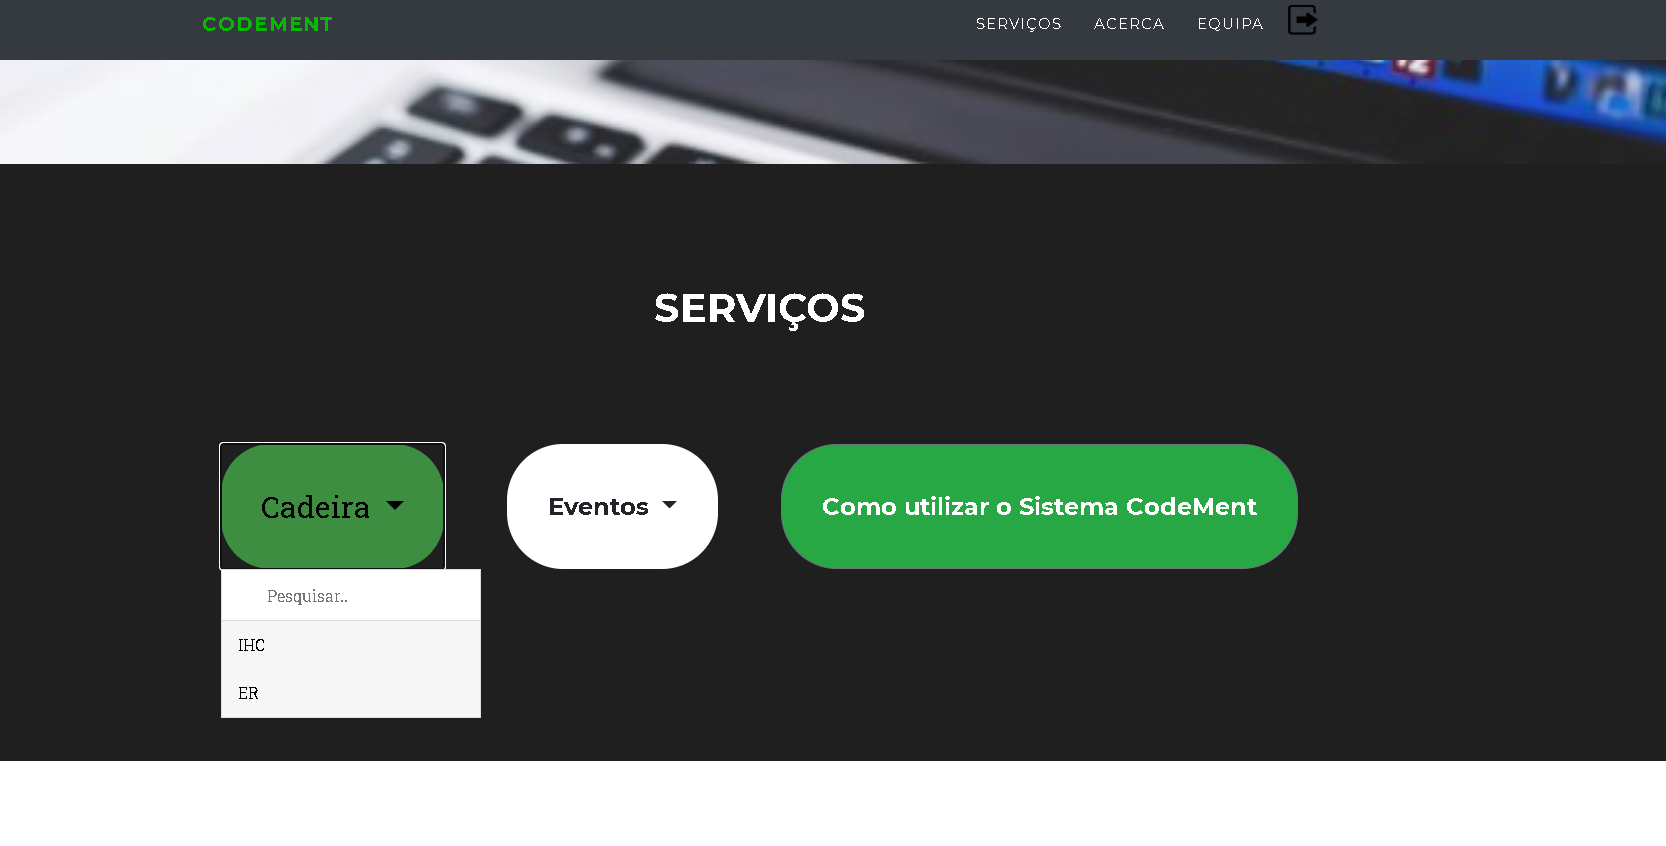 CODEMENT
SERVIÇOS ACERCA EQUIPA
SERVIÇOS
Cadeira
Eventos
Como utilizar o Sistema CodeMent
Pesquisar..
IHC
ER